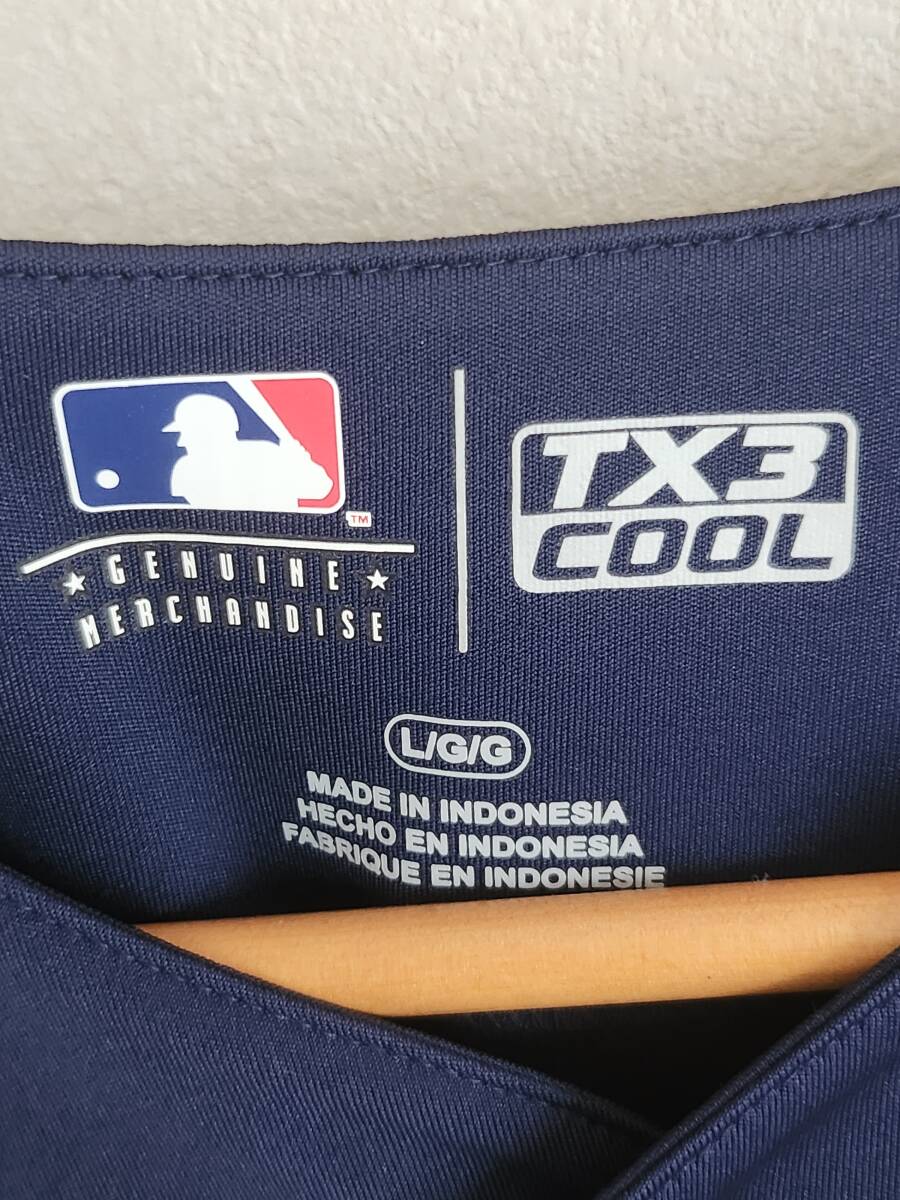 TM
★ GENUINE ★
MERCHANDISE
TX3
COOL
L/G/G
MADE IN INDONESIA
HECHO EN INDONESIA
FABRIQUE EN INDONESIE